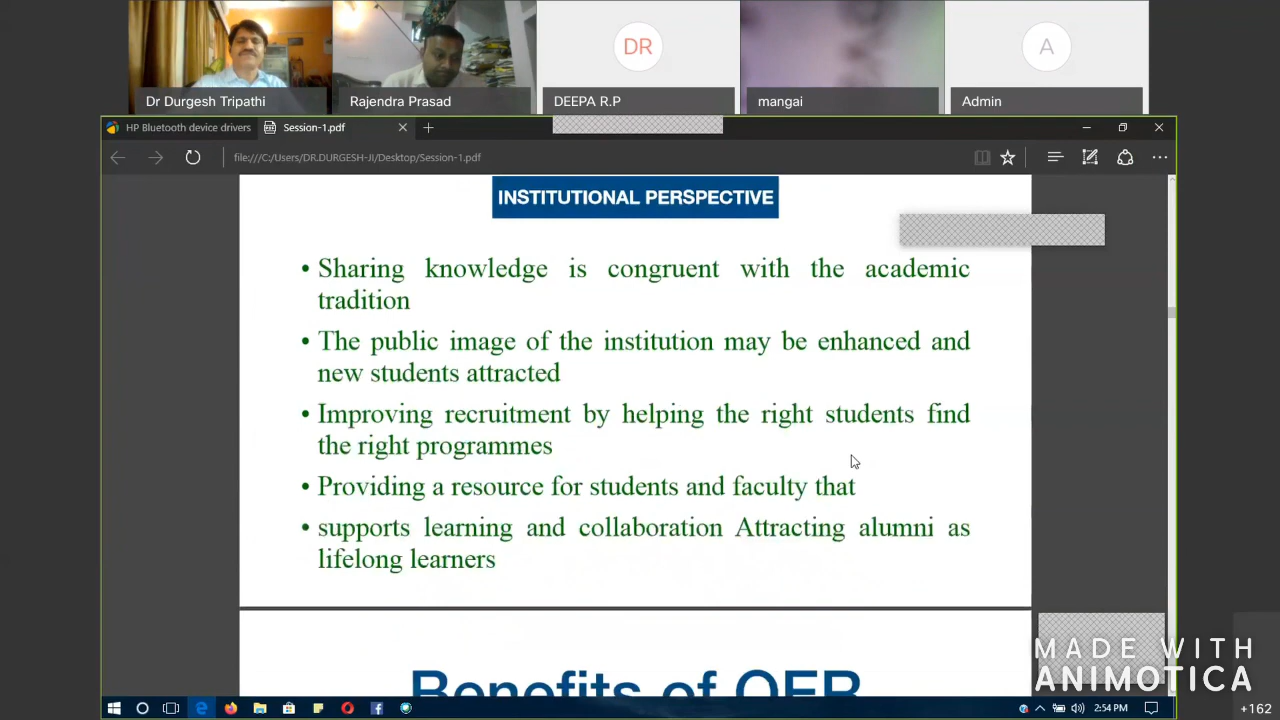 DR
A
Dr Durgesh Tripathi
Rajendra Prasad
DEEPA R.P
mangai
Admin
HP Bluetooth device drivers
Session-1.pdf
file:///C:/Users/DR.DURGESH-JI/Desktop/Session-1.pdf
INSTITUTIONAL PERSPECTIVE
• Sharing knowledge is congruent with the academic
tradition
• The public image of the institution may be enhanced and
new students attracted
• Improving recruitment by helping the right students find
the right programmes
• Providing a resource for students and faculty that
• supports learning and collaboration Attracting alumni as
lifelong learners
Benefits of OER
MADE WITH
ANIMOTICA
2:54 PM
+162